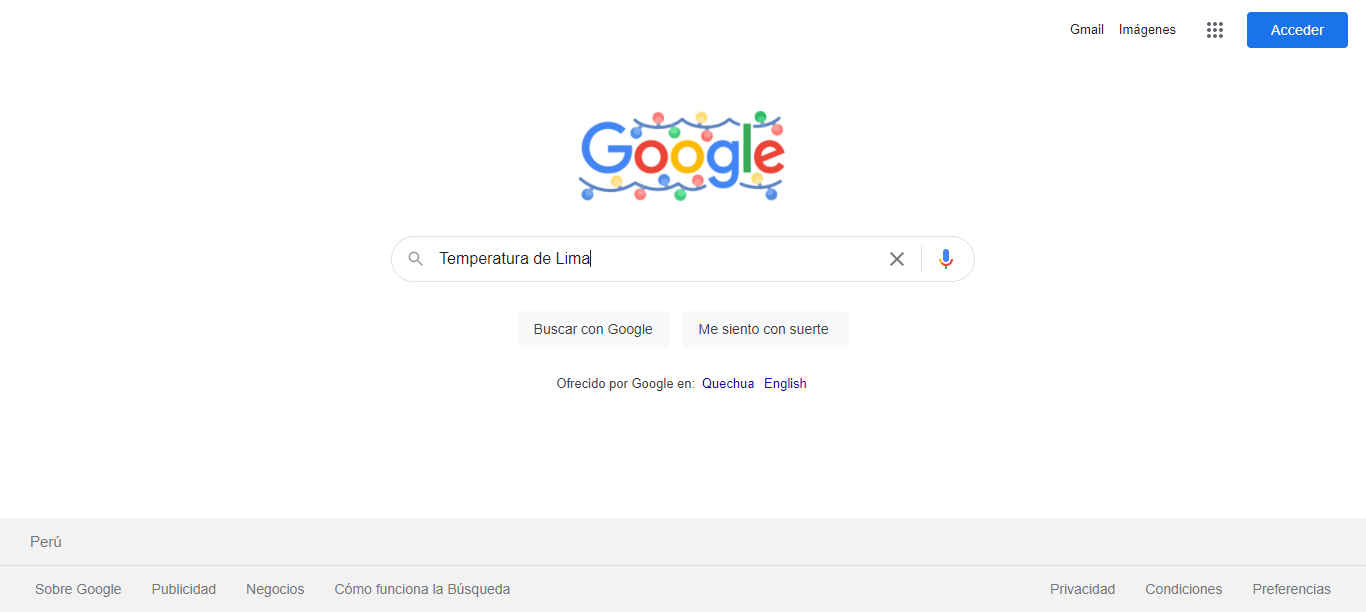 Gmail Imágenes Acceder
Google
Temperatura de Lima
Buscar con Google Me siento con suerte
Ofrecido por Google en: Quechua English
Perú
Sobre Google Publicidad Negocios Cómo funciona la Búsqueda Privacidad Condiciones Preferencias